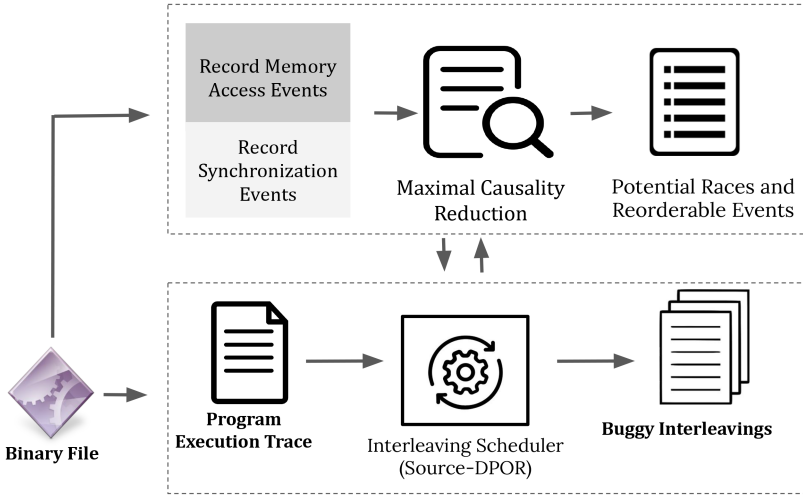 Record Memory
Access Events
Record
Synchronization
Events
Maximal Causality
Reduction
Potential Races and
Reorderable Events
Binary File
Program
Execution Trace
Interleaving Scheduler
(Source-DPOR)
Buggy Interleavings